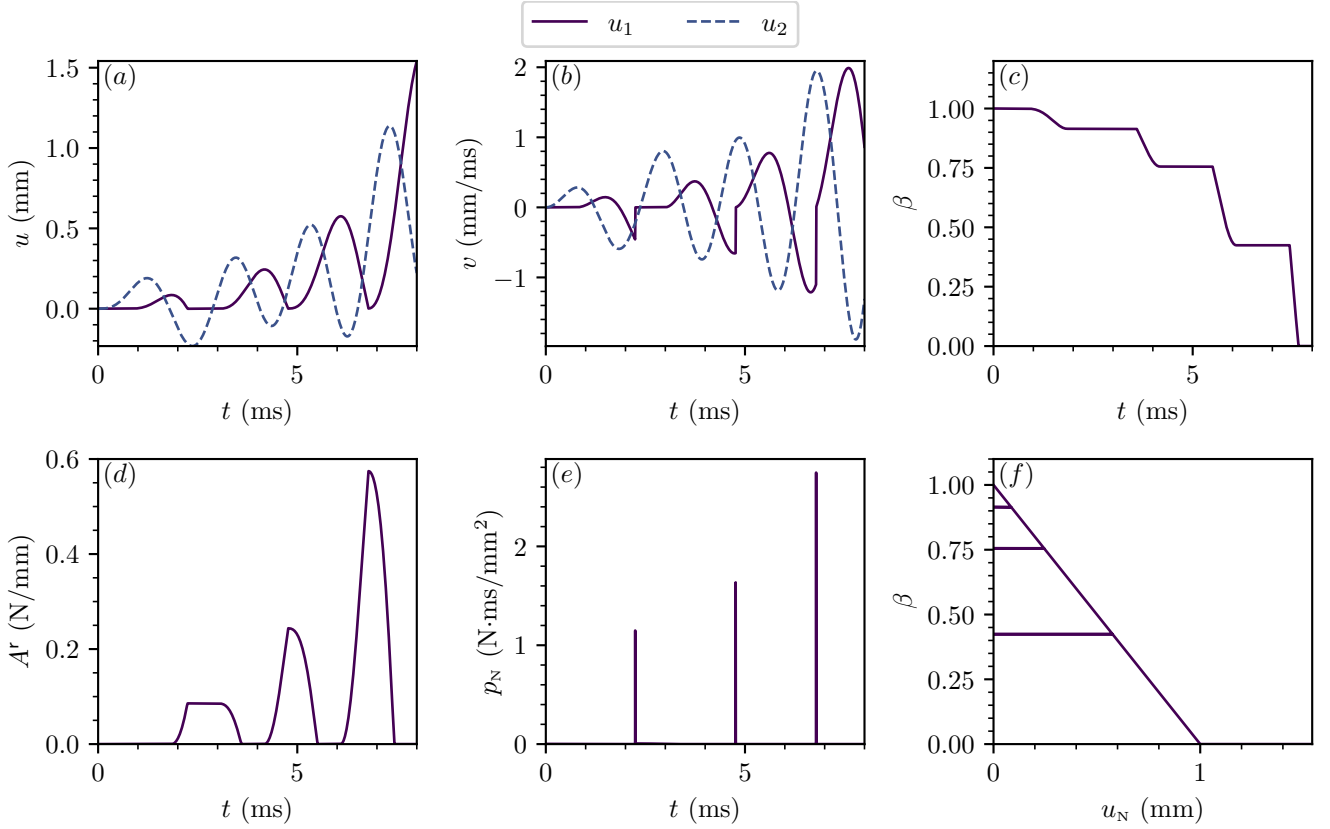 u₁ u₂
(a)
1.5
1.0
0.5
0.0
u (mm)
0 5
t (ms)
(b)
2
1
0
−1
v (mm/ms)
0 5
t (ms)
(c)
1.00
0.75
0.50
0.25
0.00
β
0 5
t (ms)
(d)
0.6
0.4
0.2
0.0
Aʳ (N/mm)
0 5
t (ms)
(e)
2
1
0
p_N (N·ms/mm²)
0 5
t (ms)
(f)
1.00
0.75
0.50
0.25
0.00
β
0 1
u_N (mm)